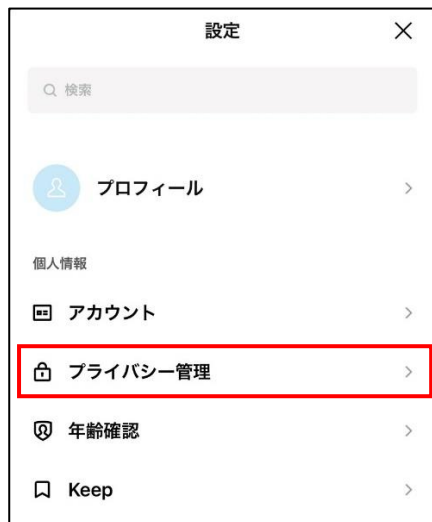 設定
検索
プロフィール
個人情報
アカウント
プライバシー管理
年齢確認
Keep